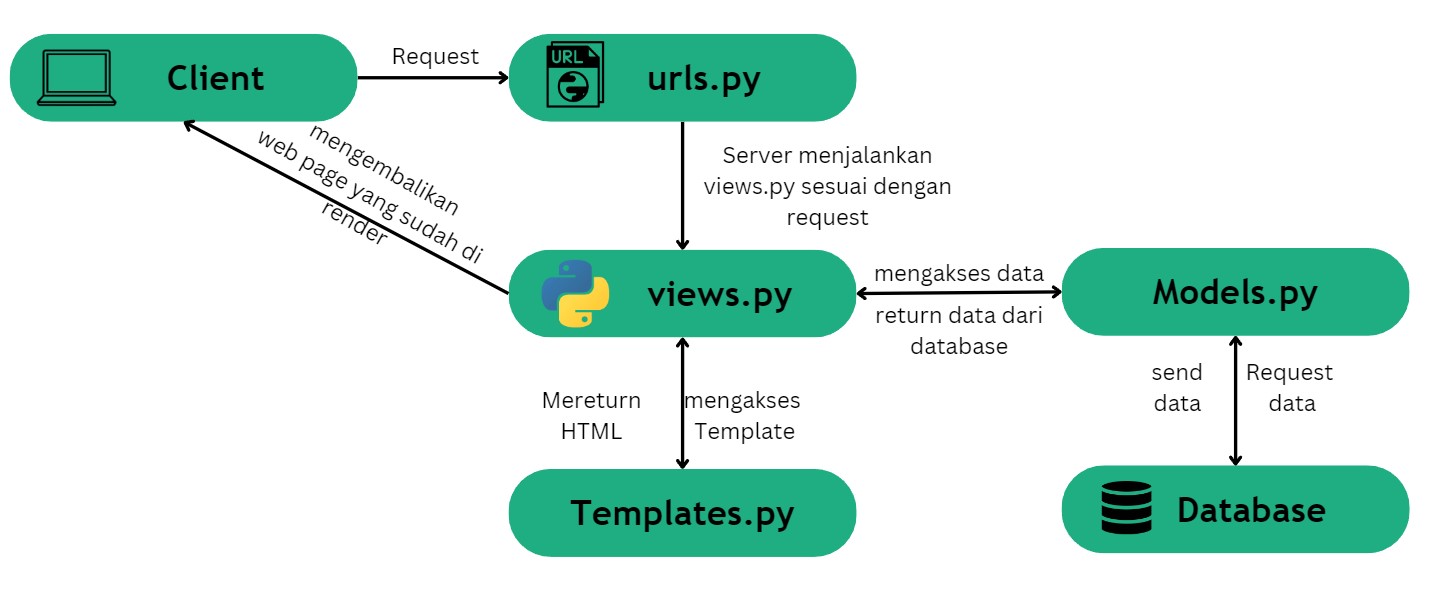 Client
Request
URL
urls.py
mengembalikan
web page yang sudah di
render
Server menjalankan
views.py sesuai dengan
request
views.py
mengakses data
return data dari
database
Models.py
Mereturn
HTML
mengakses
Template
send
data
Request
data
Templates.py
Database